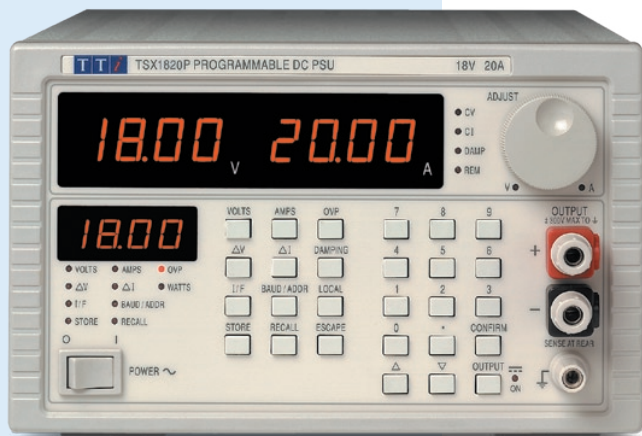 TTi TSX1820P PROGRAMMABLE DC PSU 18V 20A
ADJUST
18.00 V 20.00 A
CV
CI
DAMP
REM
V A
18.00
VOLTS AMPS OVP
ΔV ΔI WATTS
I/F BAUD/ADDR
STORE RECALL
O I
POWER
VOLTS AMPS OVP
ΔV ΔI DAMPING
I/F BAUD/ADDR LOCAL
STORE RECALL ESCAPE
7 8 9
4 5 6
1 2 3
0 • CONFIRM
△ ▽ OUTPUT
ON
OUTPUT
±300V MAX TO ⏚
+
−
SENSE AT REAR